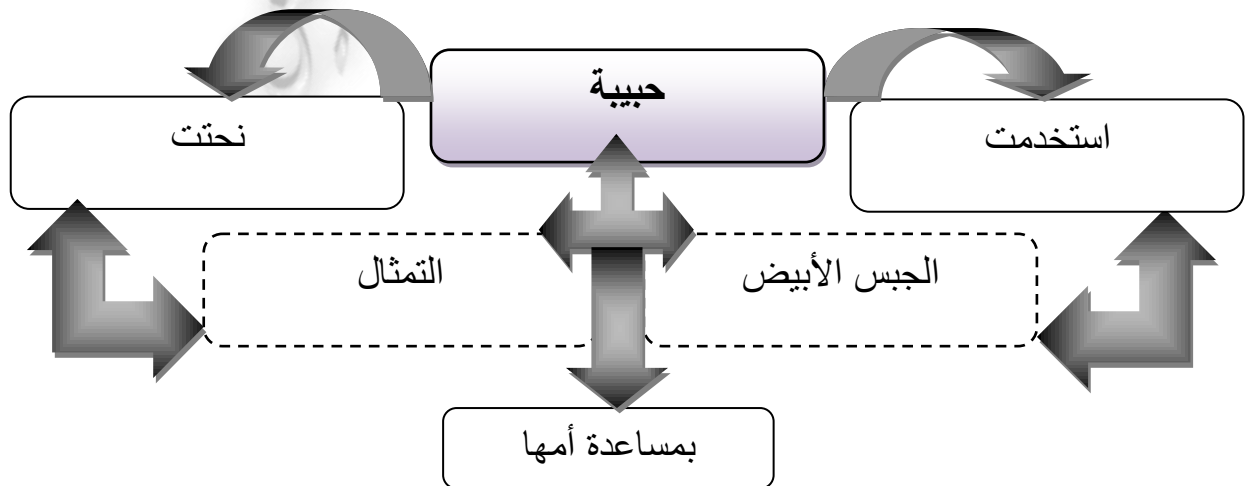 حبيبة
استخدمت
نحتت
الجبس الأبيض
التمثال
بمساعدة أمها